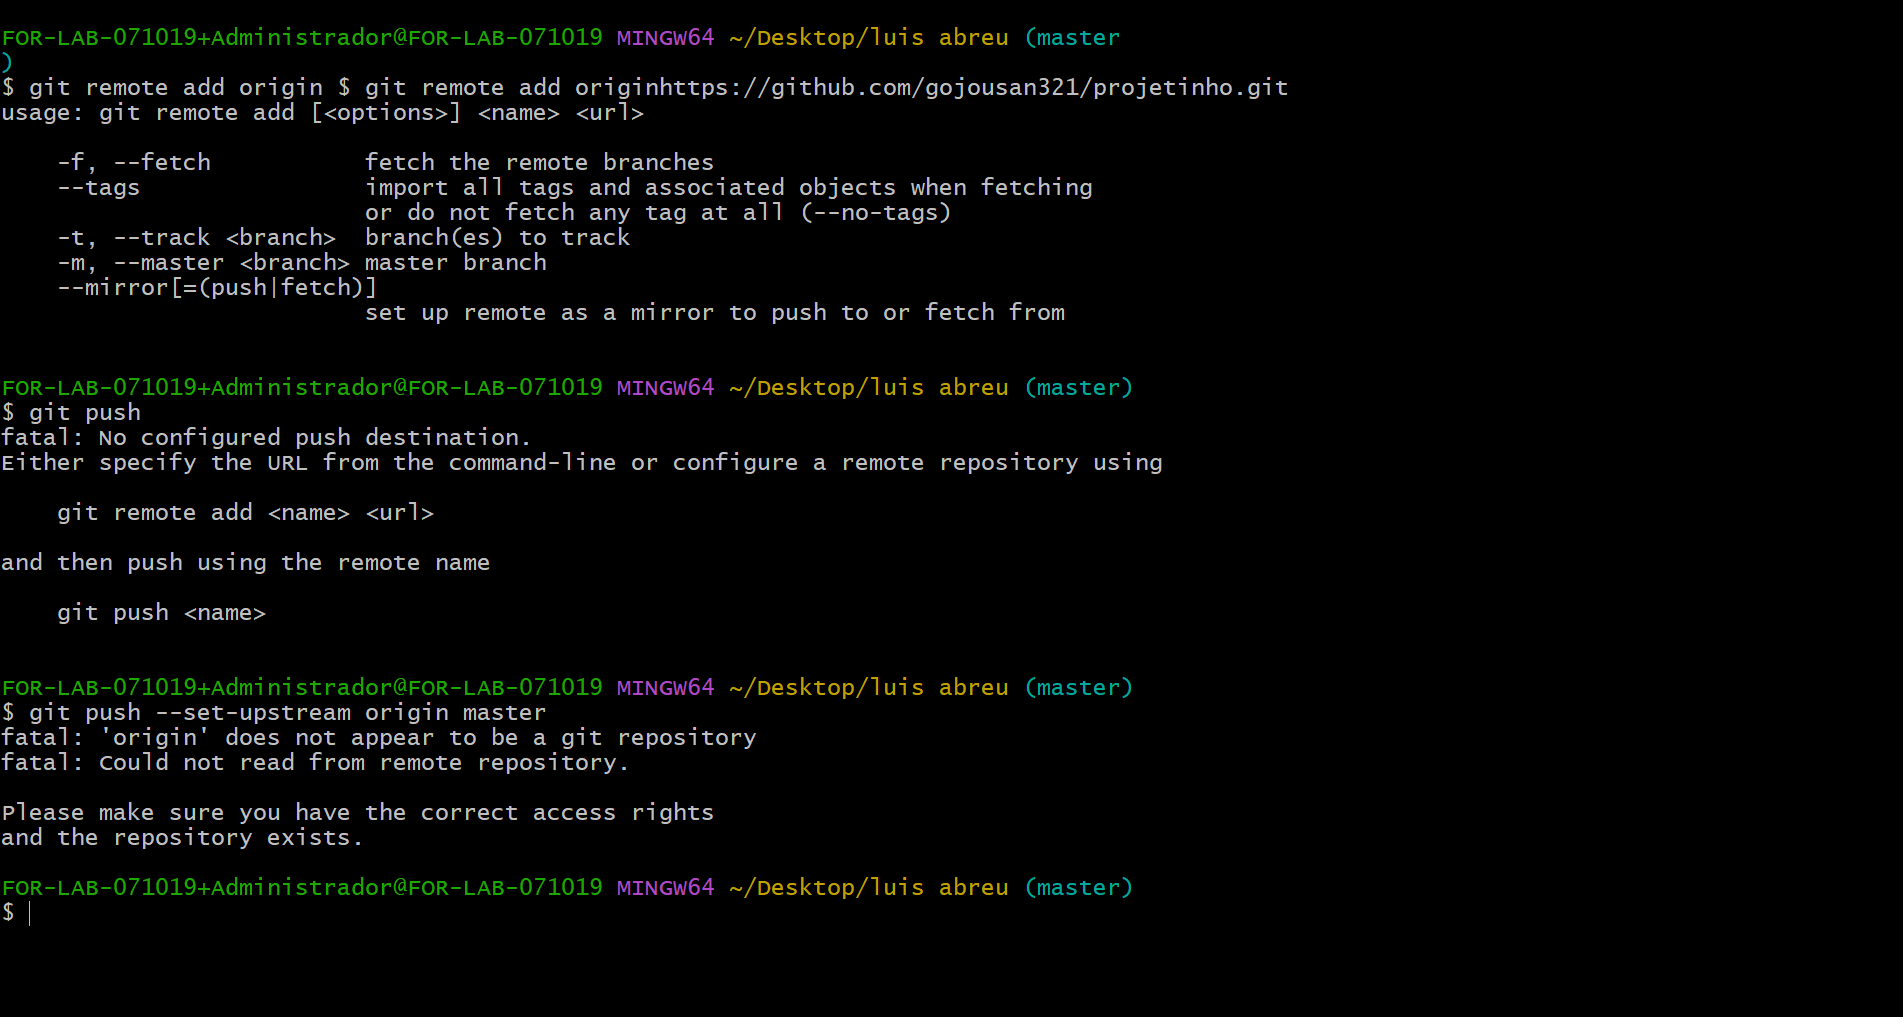 FOR-LAB-071019+Administrador@FOR-LAB-071019 MINGW64 ~/Desktop/luis abreu (master
)
$ git remote add origin $ git remote add originhttps://github.com/gojousan321/projetinho.git
usage: git remote add [<options>] <name> <url>
-f, --fetch fetch the remote branches
--tags import all tags and associated objects when fetching
or do not fetch any tag at all (--no-tags)
-t, --track <branch> branch(es) to track
-m, --master <branch> master branch
--mirror[=(push|fetch)]
set up remote as a mirror to push to or fetch from
FOR-LAB-071019+Administrador@FOR-LAB-071019 MINGW64 ~/Desktop/luis abreu (master)
$ git push
fatal: No configured push destination.
Either specify the URL from the command-line or configure a remote repository using
git remote add <name> <url>
and then push using the remote name
git push <name>
FOR-LAB-071019+Administrador@FOR-LAB-071019 MINGW64 ~/Desktop/luis abreu (master)
$ git push --set-upstream origin master
fatal: 'origin' does not appear to be a git repository
fatal: Could not read from remote repository.
Please make sure you have the correct access rights
and the repository exists.
FOR-LAB-071019+Administrador@FOR-LAB-071019 MINGW64 ~/Desktop/luis abreu (master)
$